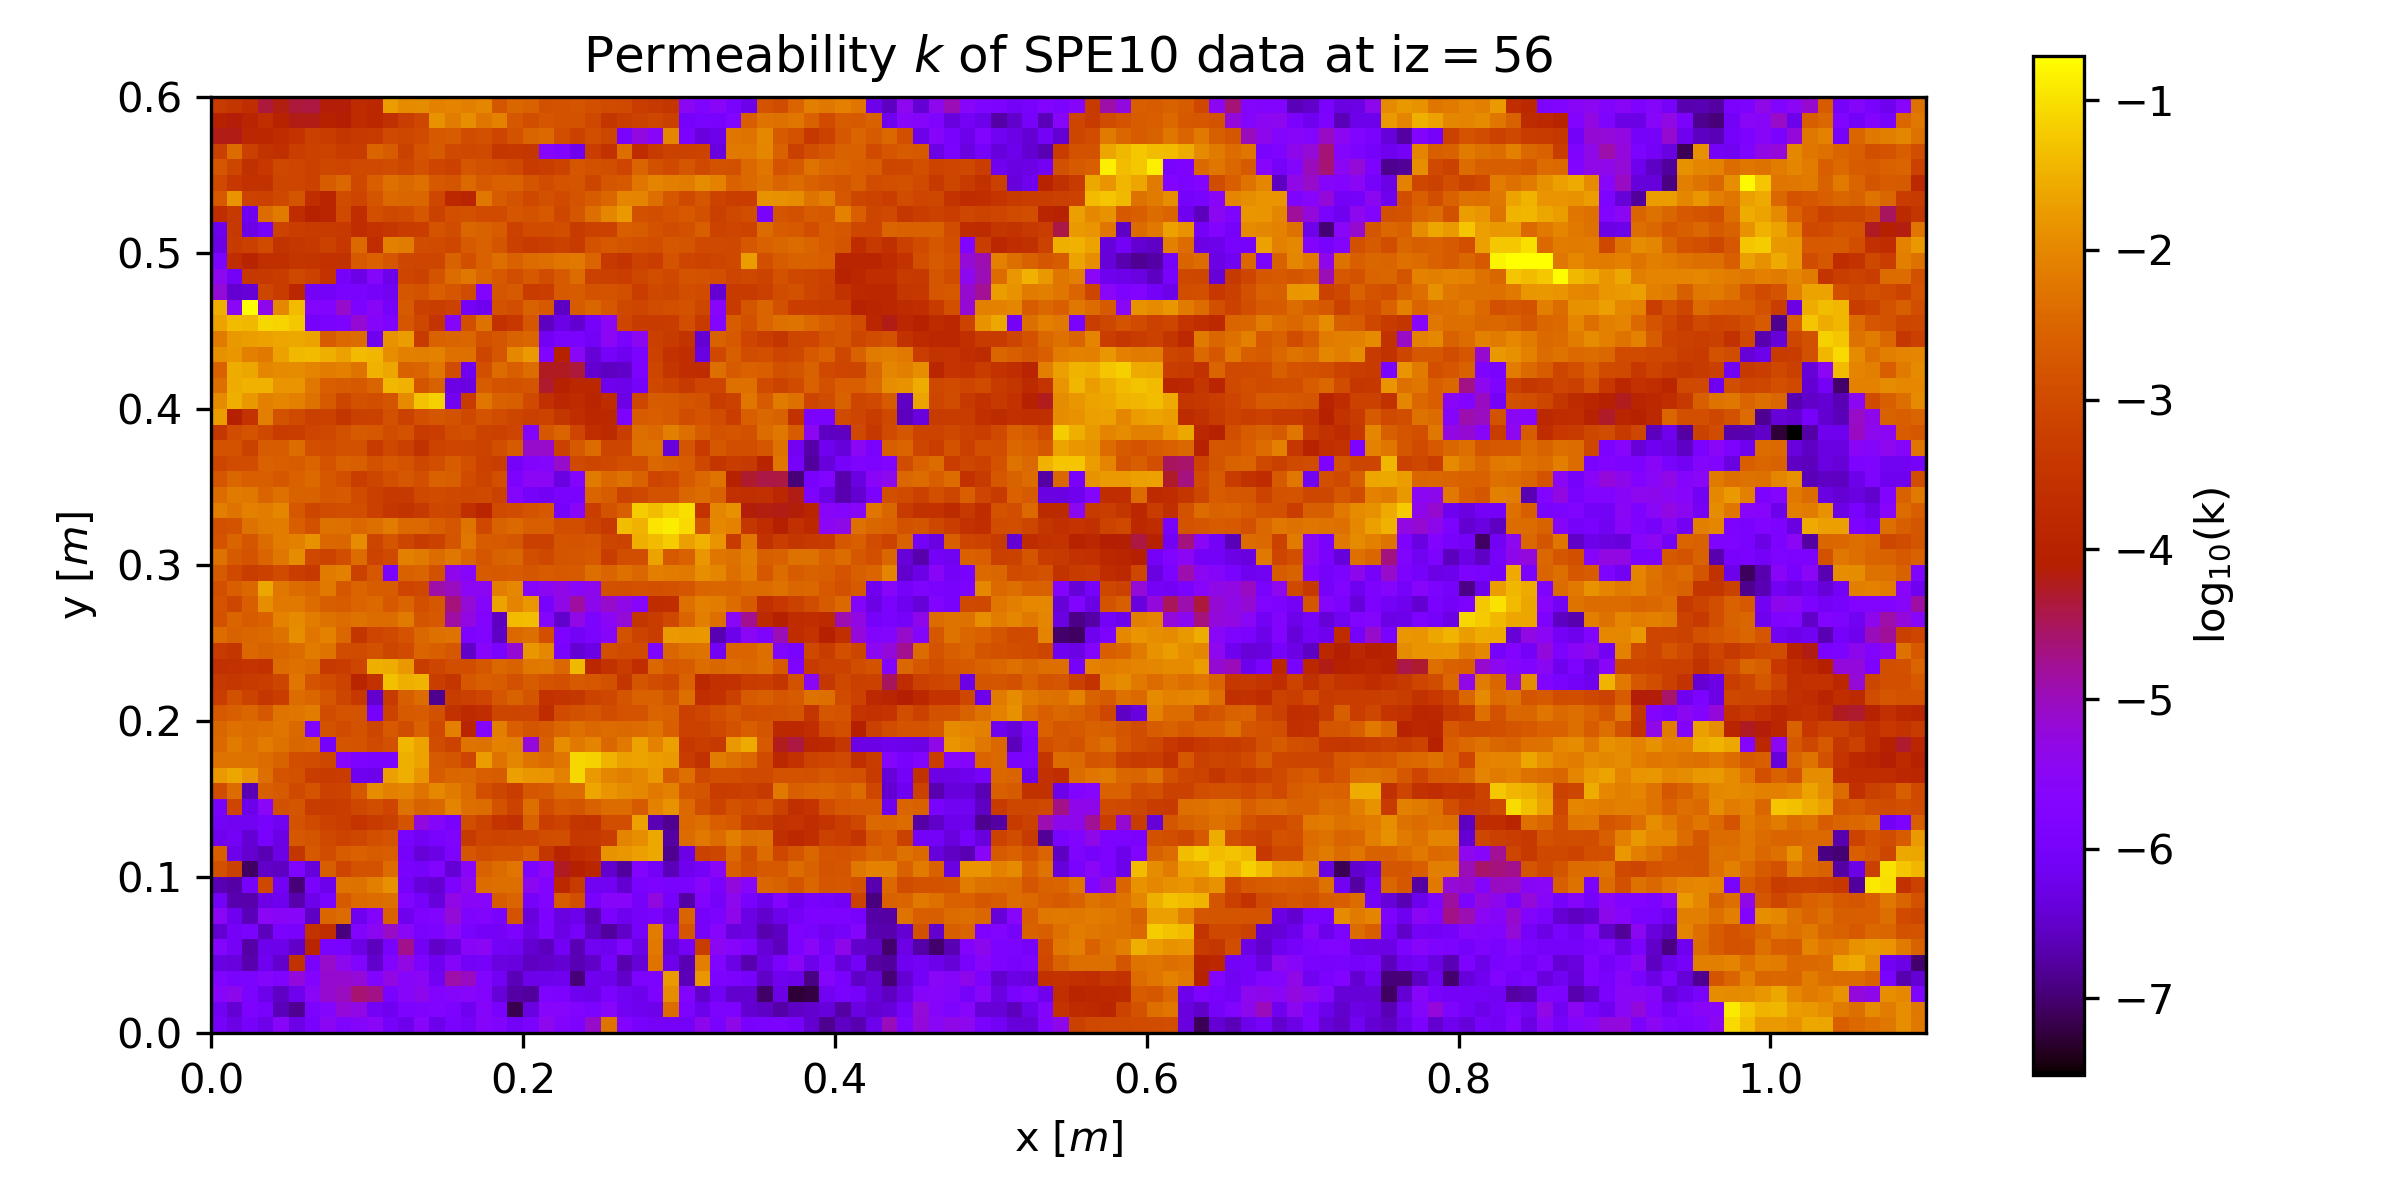 Permeability k of SPE10 data at iz = 56
0.6
0.5
0.4
0.3
0.2
0.1
0.0
y [m]
0.0 0.2 0.4 0.6 0.8 1.0
x [m]
−1
−2
−3
−4
−5
−6
−7
log₁₀(k)